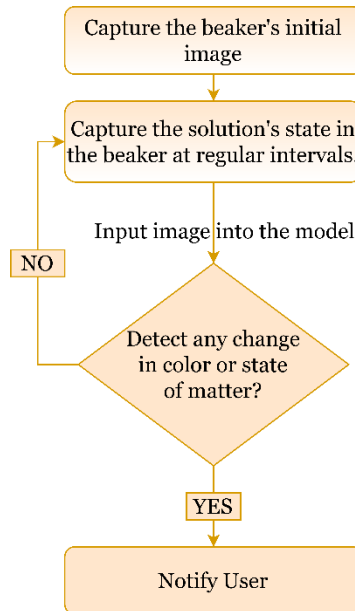 Capture the beaker's initial
image
Capture the solution's state in
the beaker at regular intervals.
Input image into the model
NO
Detect any change
in color or state
of matter?
YES
Notify User